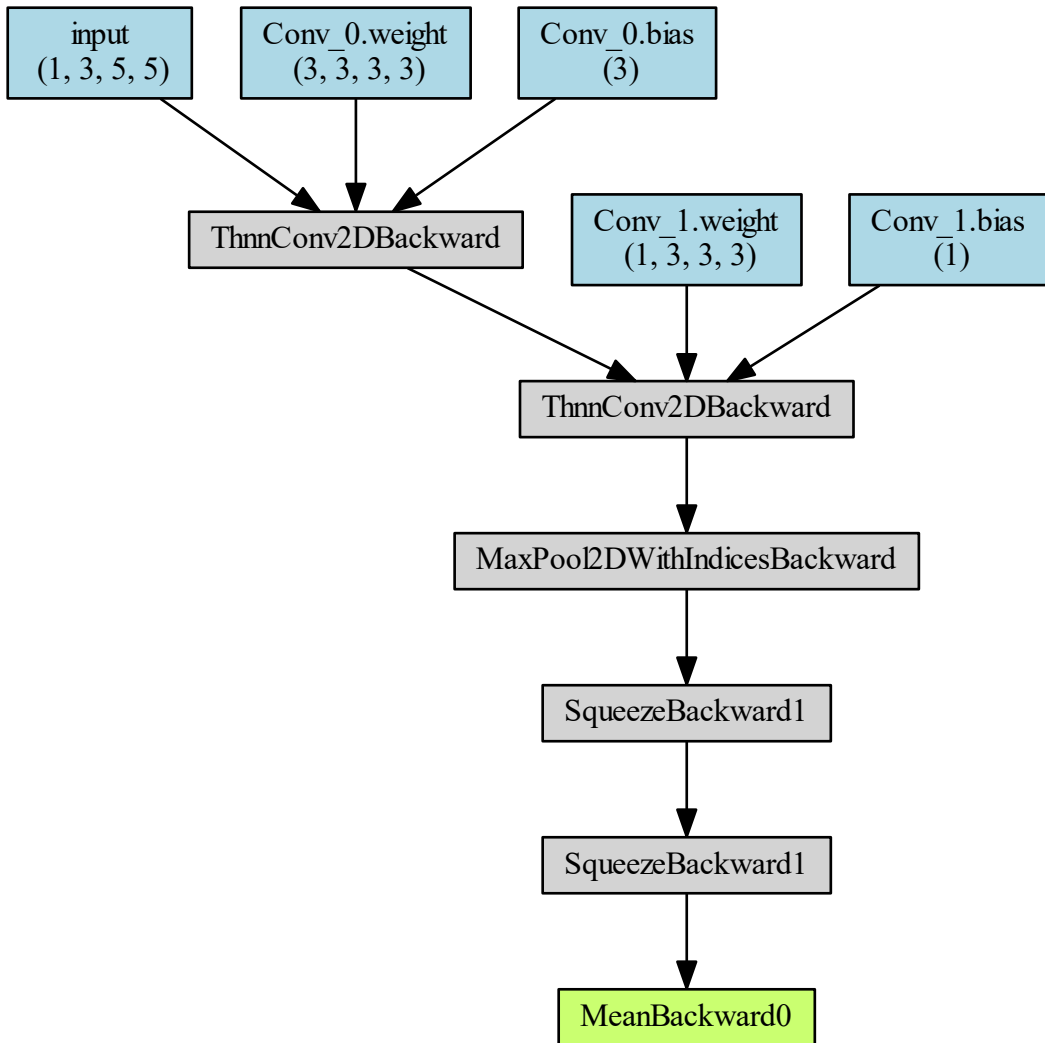 input
(1, 3, 5, 5)
Conv_0.weight
(3, 3, 3, 3)
Conv_0.bias
(3)
ThnnConv2DBackward
Conv_1.weight
(1, 3, 3, 3)
Conv_1.bias
(1)
ThnnConv2DBackward
MaxPool2DWithIndicesBackward
SqueezeBackward1
SqueezeBackward1
MeanBackward0